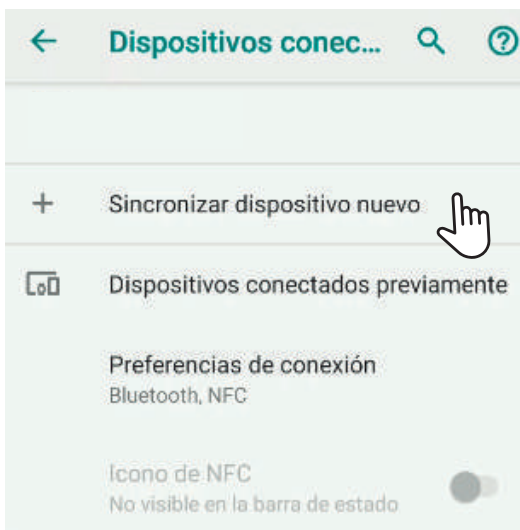 Dispositivos conec...
Sincronizar dispositivo nuevo
Dispositivos conectados previamente
Preferencias de conexión
Bluetooth, NFC
Icono de NFC
No visible en la barra de estado